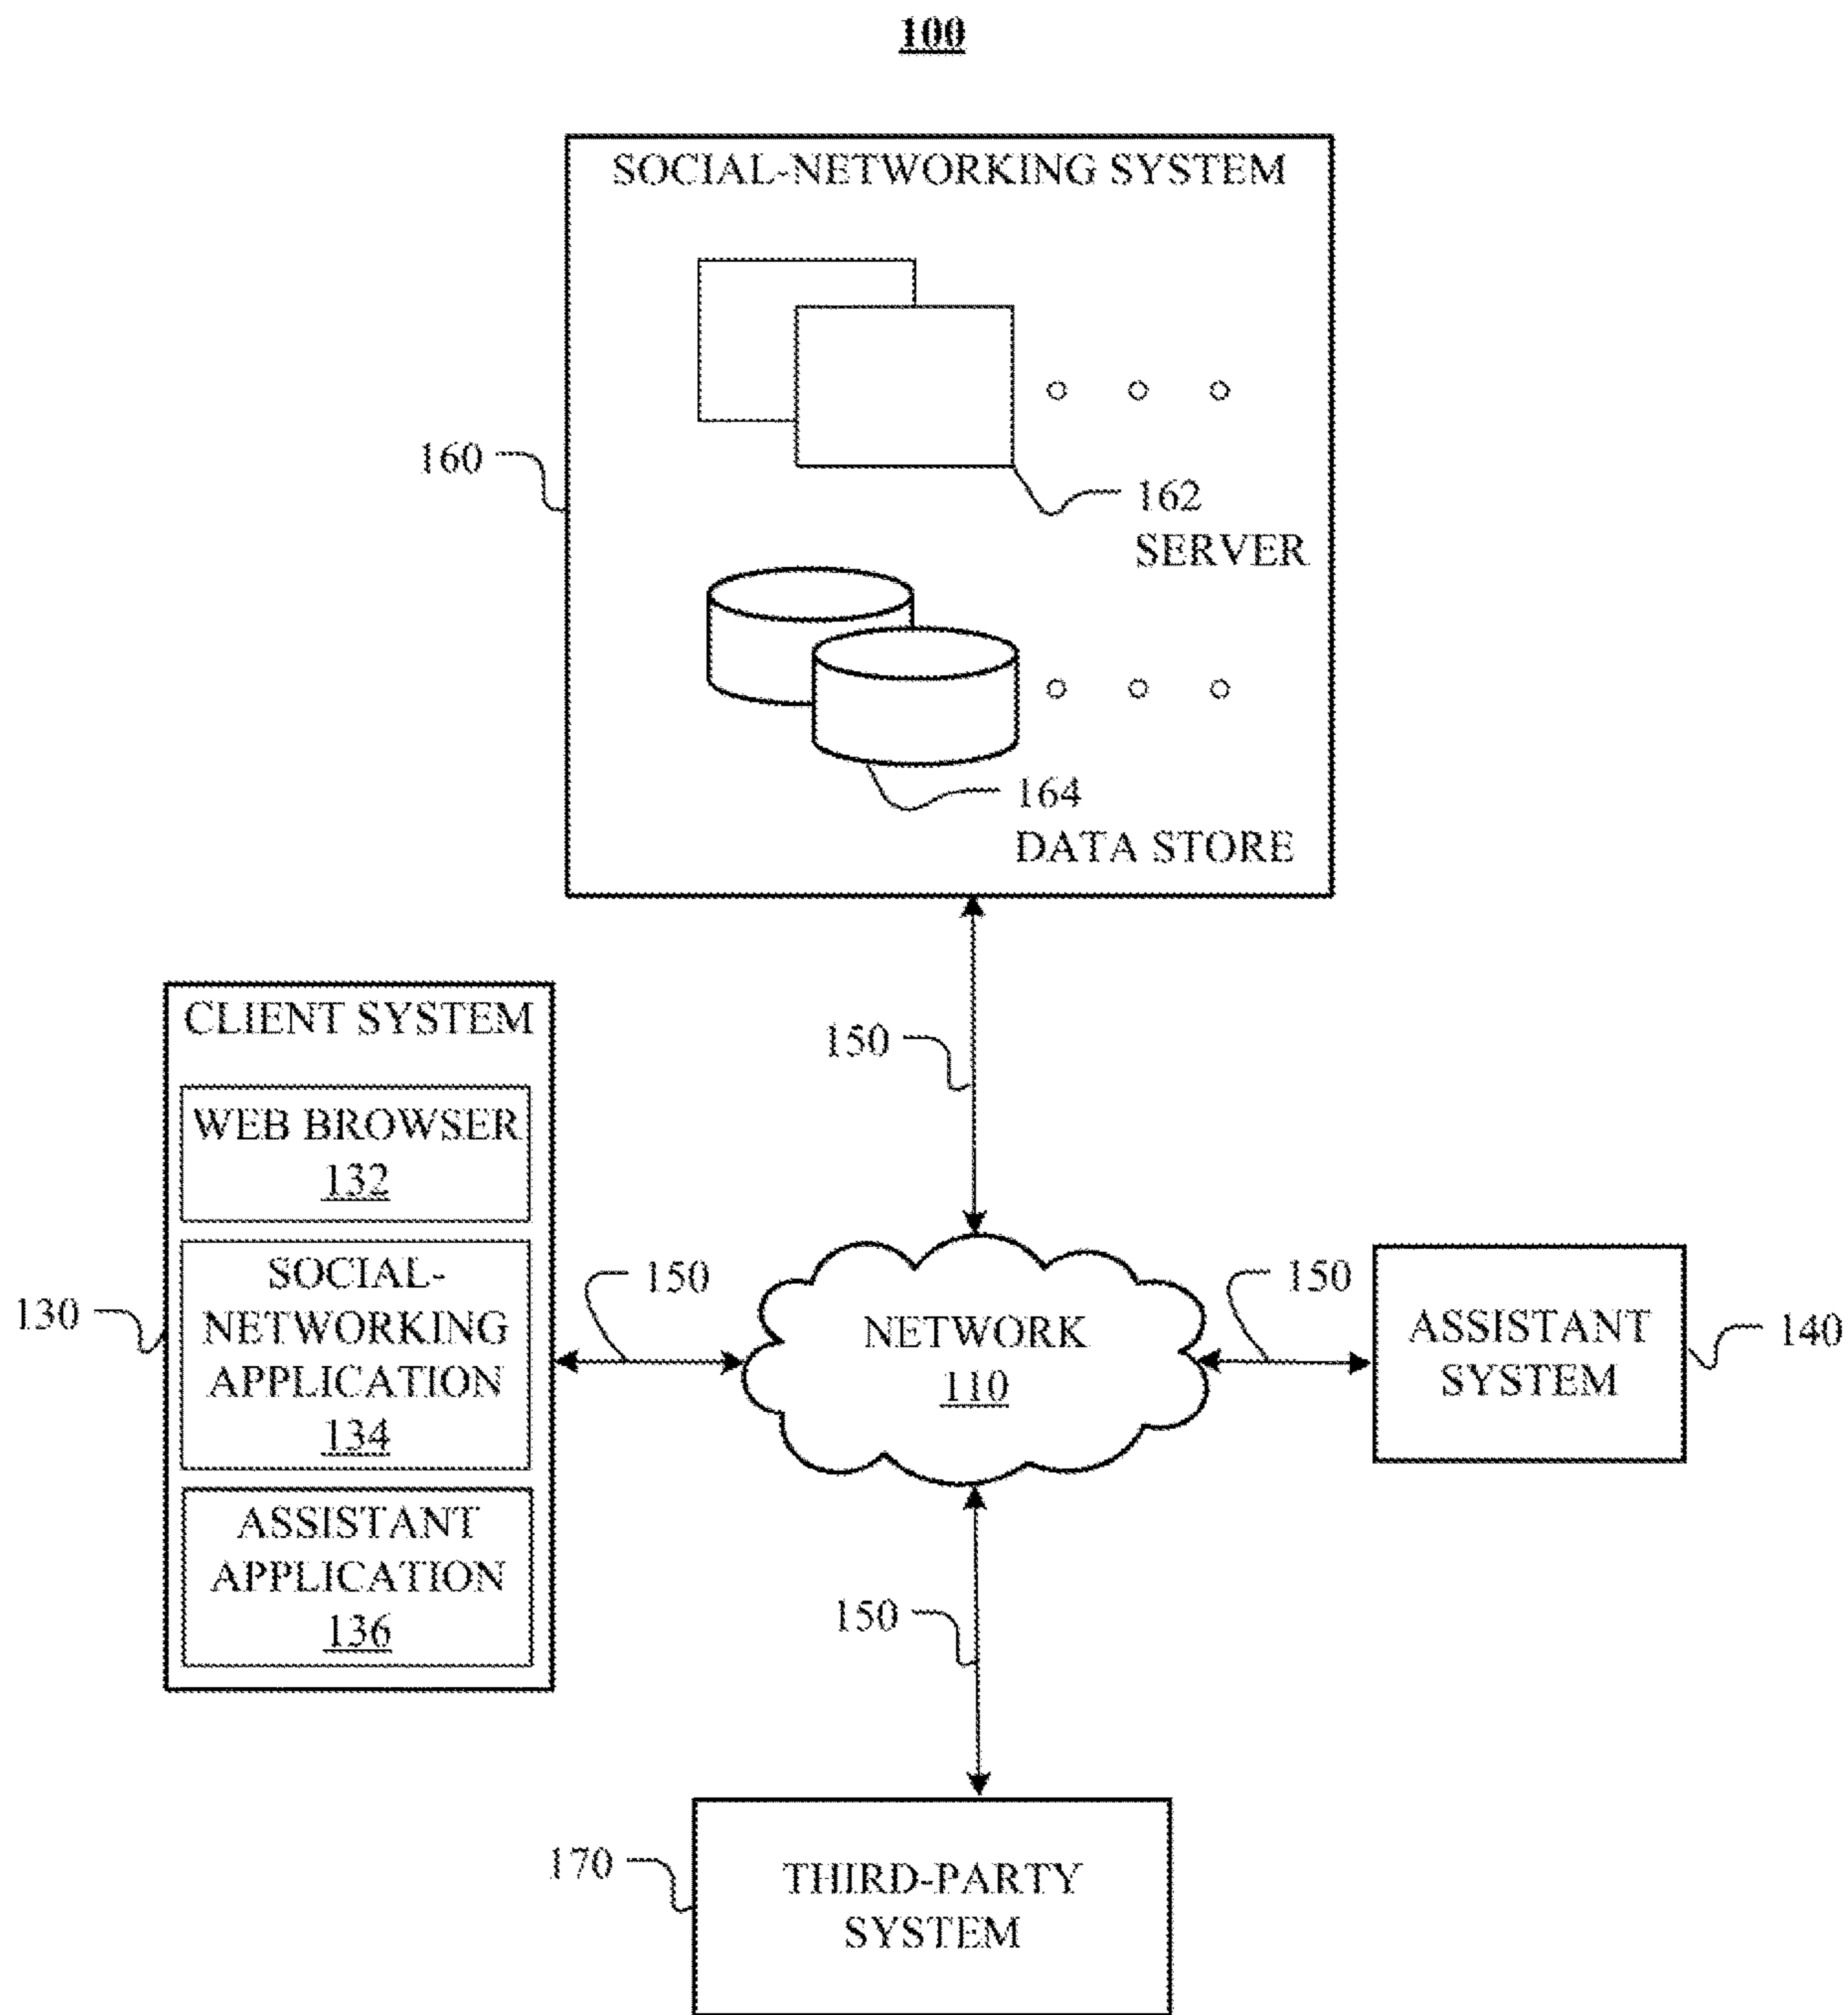 100
SOCIAL-NETWORKING SYSTEM
160
162
SERVER
164
DATA STORE
CLIENT SYSTEM
WEB BROWSER
132
SOCIAL-
NETWORKING
APPLICATION
134
ASSISTANT
APPLICATION
136
130
150
150
NETWORK
110
150
ASSISTANT
SYSTEM
140
150
170
THIRD-PARTY
SYSTEM